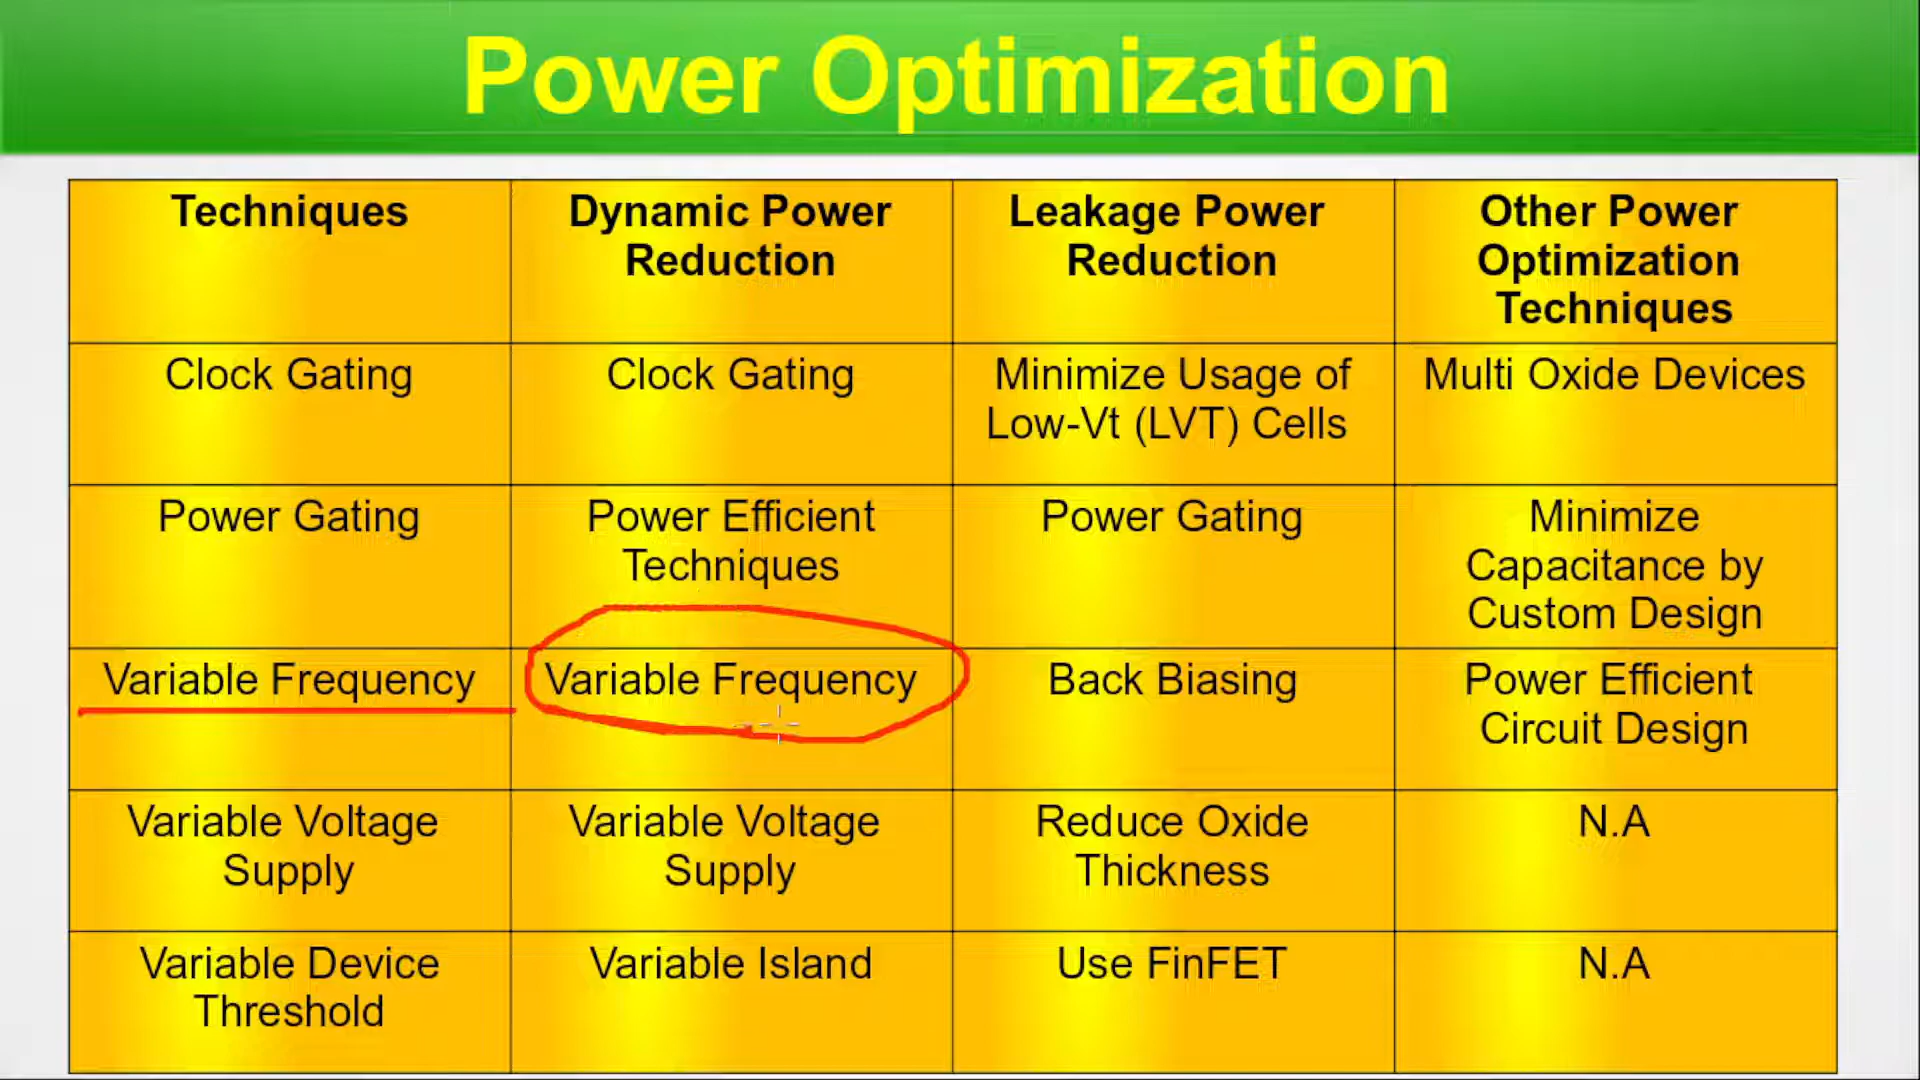 Power Optimization
Techniques
Dynamic Power
Reduction
Leakage Power
Reduction
Other Power
Optimization
Techniques
Clock Gating
Clock Gating
Minimize Usage of
Low-Vt (LVT) Cells
Multi Oxide Devices
Power Gating
Power Efficient
Techniques
Power Gating
Minimize
Capacitance by
Custom Design
Variable Frequency
Variable Frequency
Back Biasing
Power Efficient
Circuit Design
Variable Voltage
Supply
Variable Voltage
Supply
Reduce Oxide
Thickness
N.A
Variable Device
Threshold
Variable Island
Use FinFET
N.A